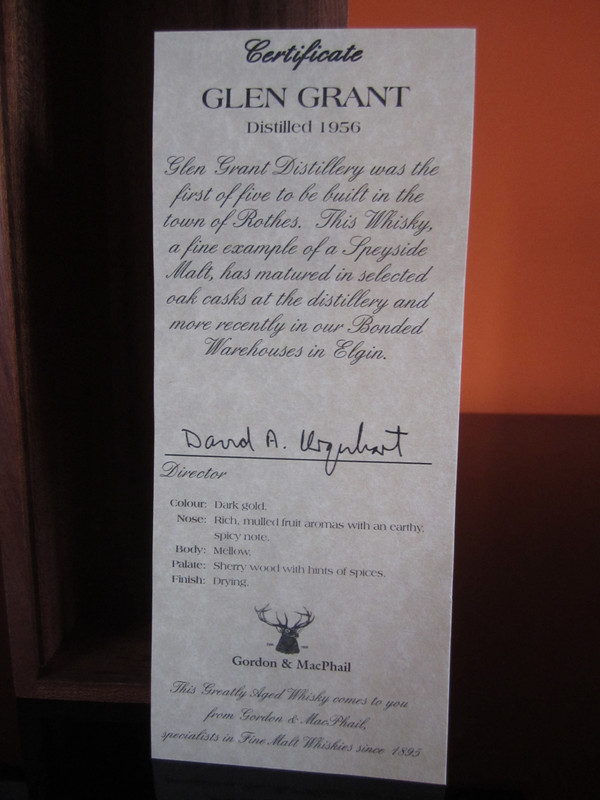 Certificate
GLEN GRANT
Distilled 1956
Glen Grant Distillery was the
first of five to be built in the
town of Rothes. This Whisky,
a fine example of a Speyside
Malt, has matured in selected
oak casks at the distillery and
more recently in our Bonded
Warehouses in Elgin.
David A. Urquhart
Director
Colour: Dark gold.
Nose: Rich, mulled fruit aromas with an earthy,
spicy note.
Body: Mellow.
Palate: Sherry wood with hints of spices.
Finish: Drying.
Gordon & MacPhail
This Greatly Aged Whisky comes to you
from Gordon & MacPhail,
specialists in Fine Malt Whiskies since 1895.